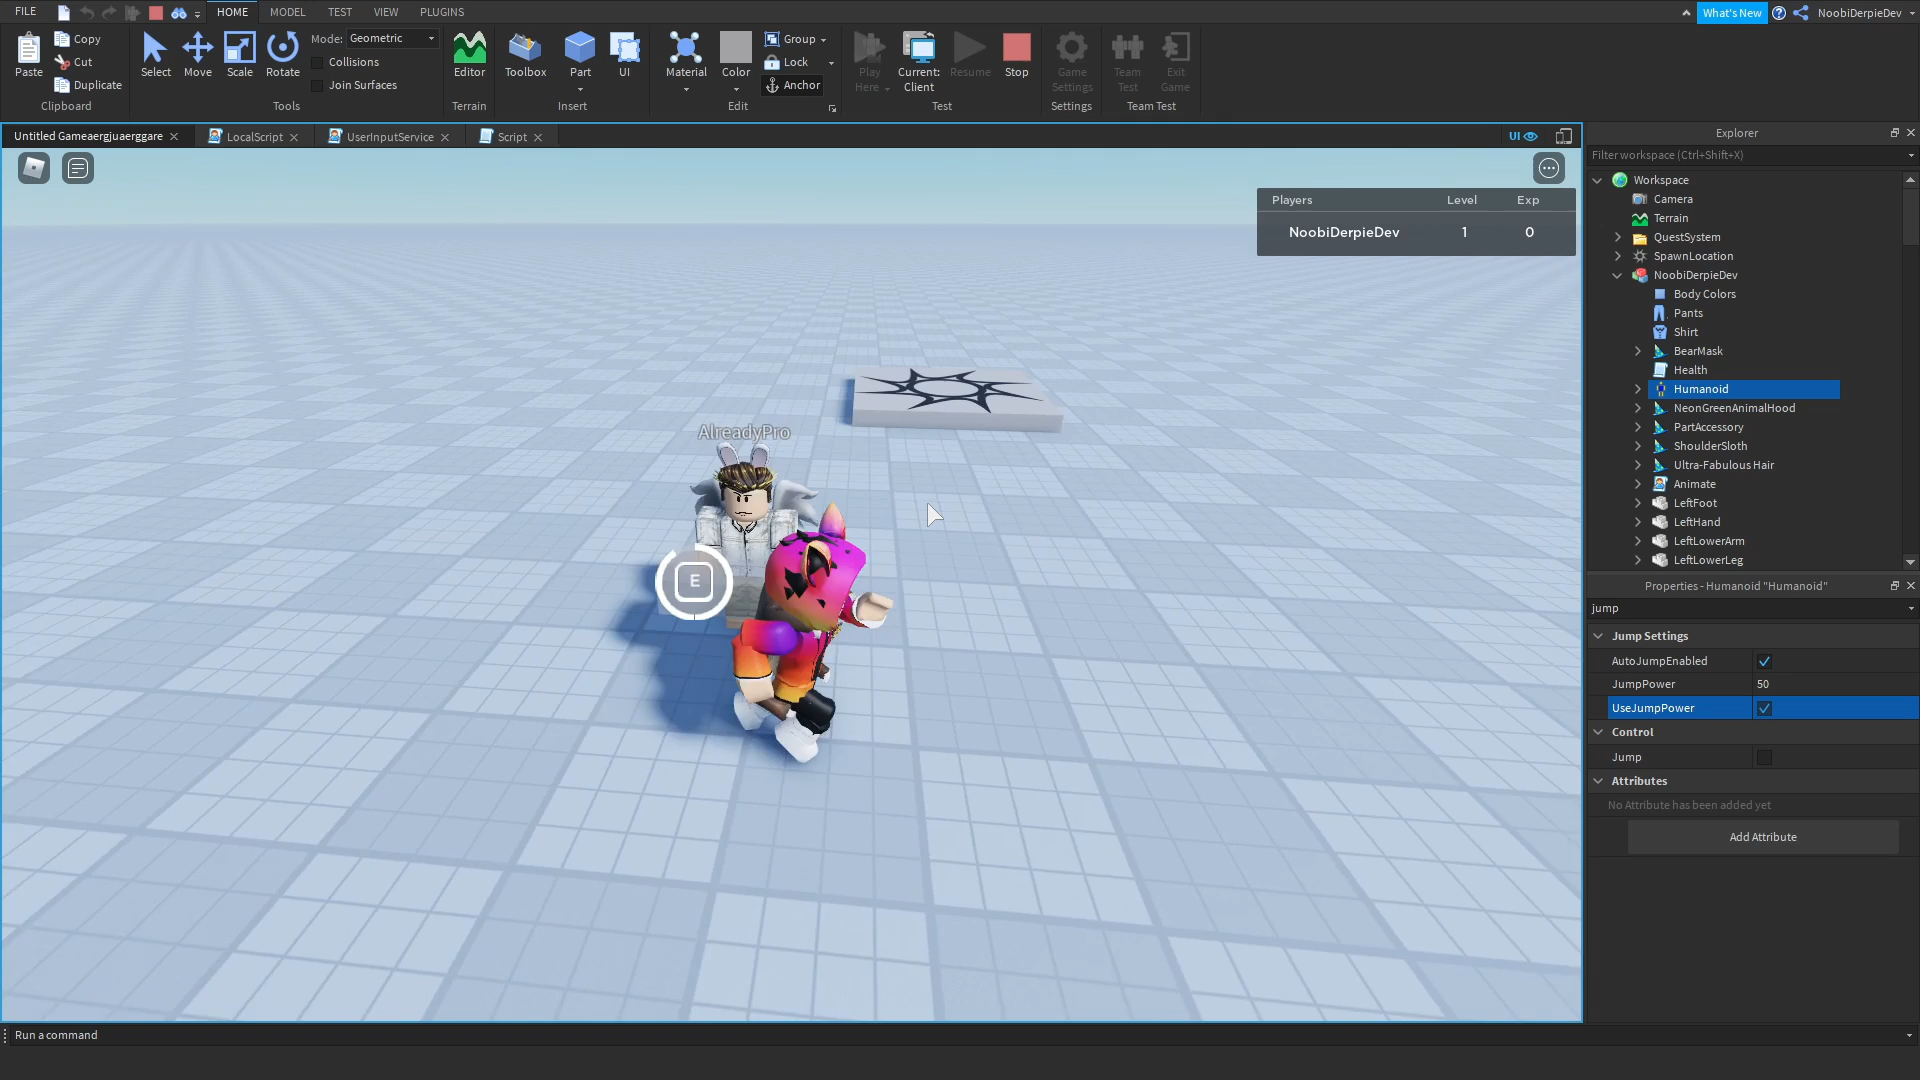 FILE
HOME
MODEL
TEST
VIEW
PLUGINS
What's New
NoobiDerpieDev
Paste
Copy
Cut
Duplicate
Clipboard
Select
Move
Scale
Rotate
Mode:
Geometric
Collisions
Join Surfaces
Tools
Editor
Terrain
Toolbox
Part
UI
Insert
Material
Color
Group
Lock
Anchor
Edit
Play
Here
Current:
Client
Resume
Stop
Test
Game
Settings
Settings
Team
Test
Exit
Game
Team Test
Untitled Gameaergjuaerggare
LocalScript
UserInputService
Script
UI
Players Level Exp
NoobiDerpieDev 1 0
AlreadyPro
E
Explorer
Filter workspace (Ctrl+Shift+X)
Workspace
Camera
Terrain
QuestSystem
SpawnLocation
NoobiDerpieDev
Body Colors
Pants
Shirt
BearMask
Health
Humanoid
NeonGreenAnimalHood
PartAccessory
ShoulderSloth
Ultra-Fabulous Hair
Animate
LeftFoot
LeftHand
LeftLowerArm
LeftLowerLeg
Properties - Humanoid "Humanoid"
jump
Jump Settings
AutoJumpEnabled
JumpPower 50
UseJumpPower
Control
Jump
Attributes
No Attribute has been added yet
Add Attribute
Run a command